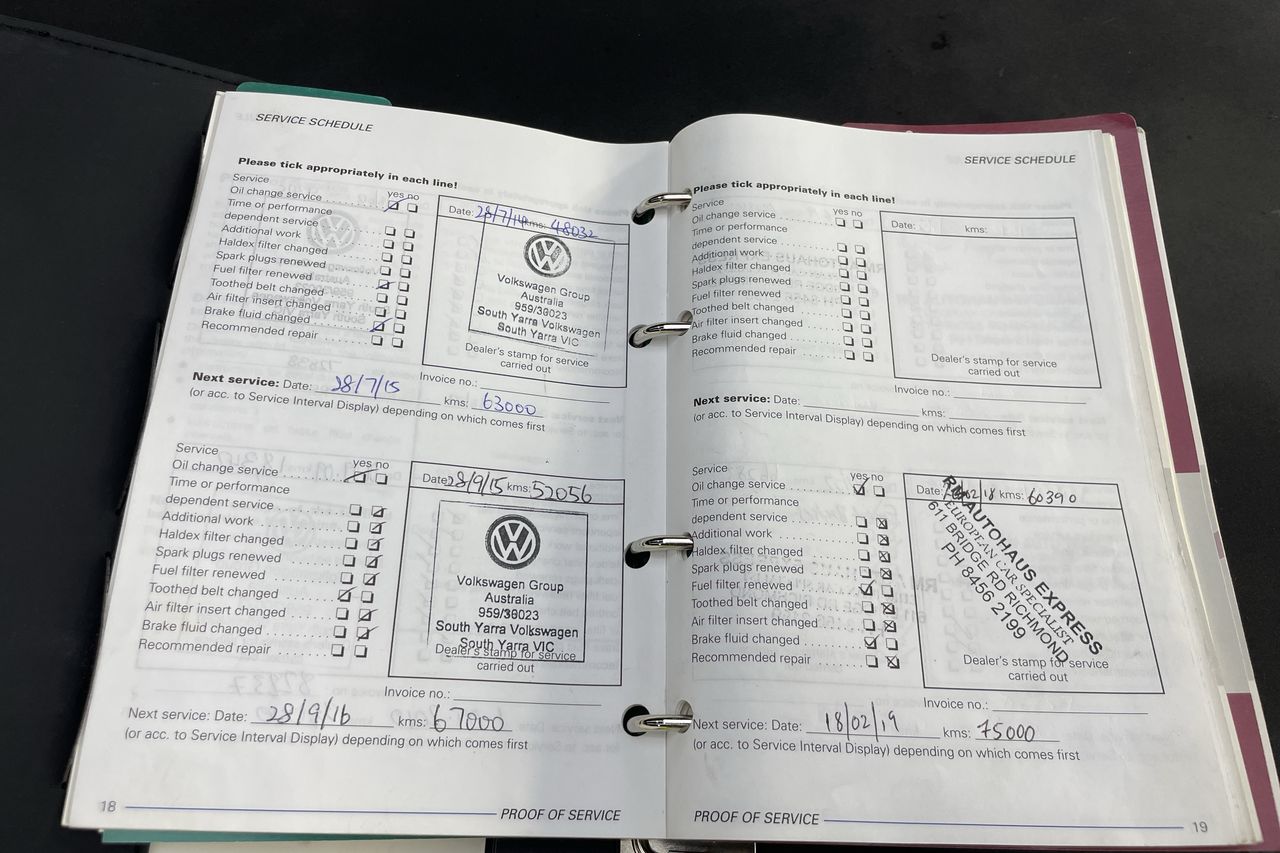 SERVICE SCHEDULE
Please tick appropriately in each line!
Service
yes no
Oil change service
Time or performance
dependent service
Additional work
Haldex filter changed
Spark plugs renewed
Fuel filter renewed
Toothed belt changed
Air filter insert changed
Brake fluid changed
Recommended repair
Date: 28/7/14 kms: 48032
Volkswagen Group
Australia
959/36023
South Yarra Volkswagen
South Yarra VIC
Dealer's stamp for service
carried out
Invoice no.:
Next service: Date: 28/7/15 kms: 63000
(or acc. to Service Interval Display) depending on which comes first
Service
yes no
Oil change service
Time or performance
dependent service
Additional work
Haldex filter changed
Spark plugs renewed
Fuel filter renewed
Toothed belt changed
Air filter insert changed
Brake fluid changed
Recommended repair
Date: 28/9/15 kms: 52056
Volkswagen Group
Australia
959/36023
South Yarra Volkswagen
South Yarra VIC
Dealer's stamp for service
carried out
Invoice no.:
Next service: Date: 28/9/16 kms: 67000
(or acc. to Service Interval Display) depending on which comes first
18
PROOF OF SERVICE
SERVICE SCHEDULE
Please tick appropriately in each line!
Service
yes no
Oil change service
Time or performance
dependent service
Additional work
Haldex filter changed
Spark plugs renewed
Fuel filter renewed
Toothed belt changed
Air filter insert changed
Brake fluid changed
Recommended repair
Date: kms:
Dealer's stamp for service
carried out
Invoice no.:
Next service: Date: kms:
(or acc. to Service Interval Display) depending on which comes first
Service
yes no
Oil change service
Time or performance
dependent service
Additional work
Haldex filter changed
Spark plugs renewed
Fuel filter renewed
Toothed belt changed
Air filter insert changed
Brake fluid changed
Recommended repair
Date: 02/18 kms: 60390
AUTOHAUS EXPRESS
EUROPEAN CAR SPECIALIST
611 BRIDGE RD RICHMOND
PH 8456 2199
Dealer's stamp for service
carried out
Invoice no.:
Next service: Date: 18/02/19 kms: 75000
(or acc. to Service Interval Display) depending on which comes first
PROOF OF SERVICE
19